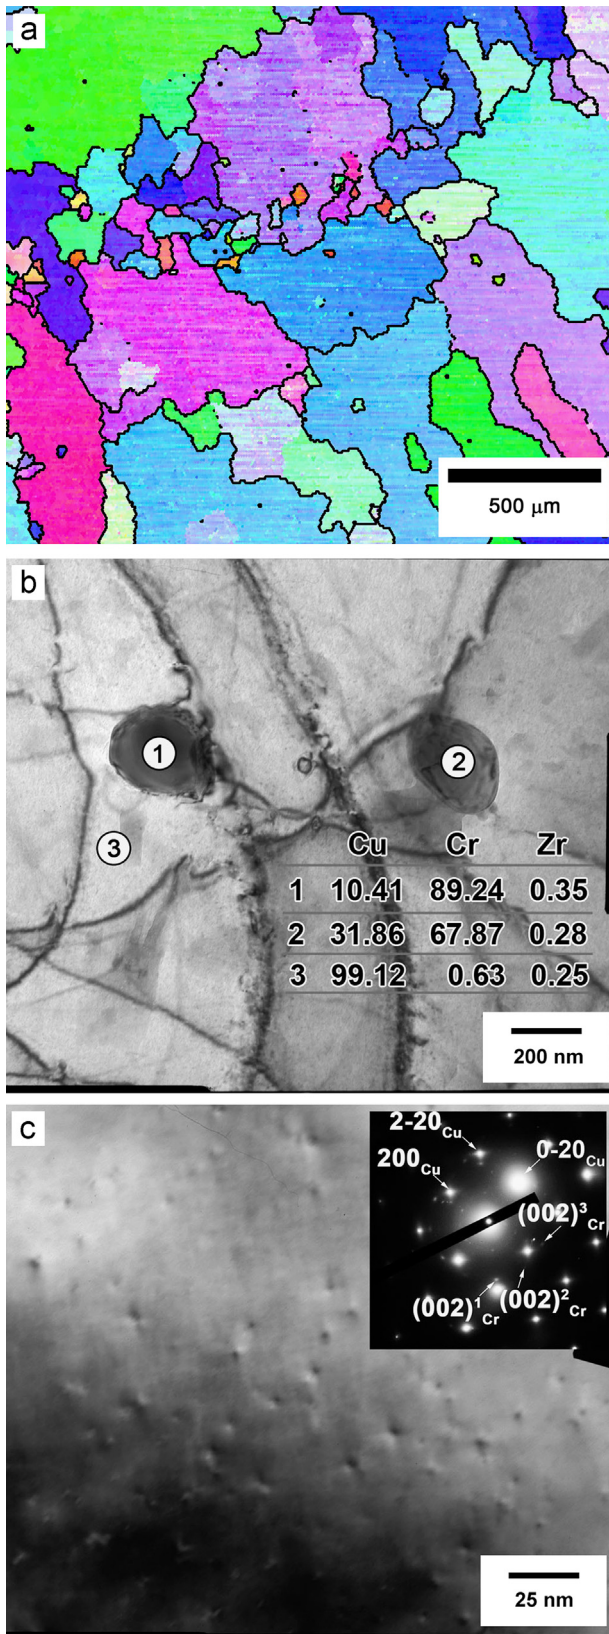 a
500 μm
b
1
2
3
Cu Cr Zr
1 10.41 89.24 0.35
2 31.86 67.87 0.28
3 99.12 0.63 0.25
200 nm
c
2-20Cu
0-20Cu
200Cu
(002)³Cr
(002)¹Cr
(002)²Cr
25 nm